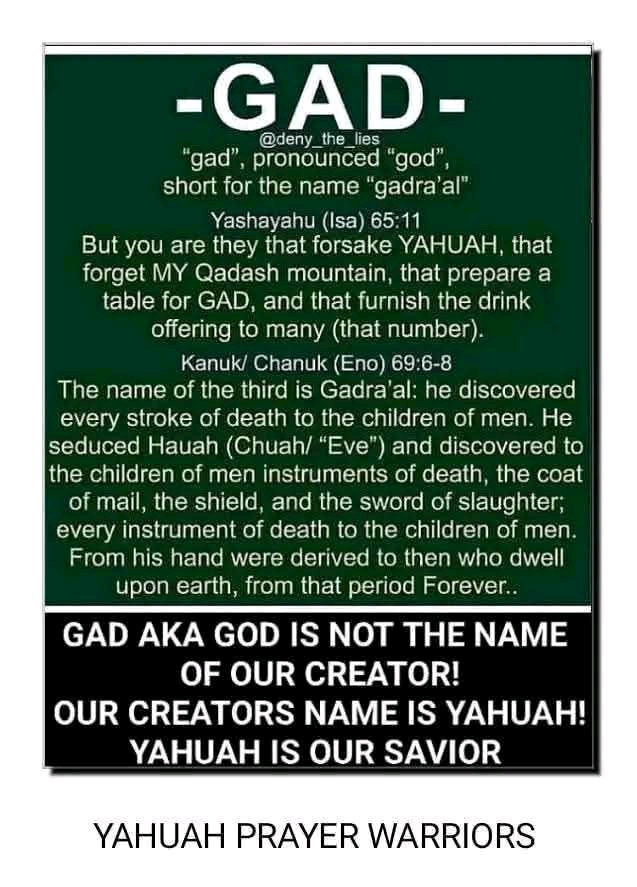 -GAD-
@deny_the_lies
“gad”, pronounced “god”,
short for the name “gadra’al”
Yashayahu (Isa) 65:11
But you are they that forsake YAHUAH, that
forget MY Qadash mountain, that prepare a
table for GAD, and that furnish the drink
offering to many (that number).
Kanuk/ Chanuk (Eno) 69:6-8
The name of the third is Gadra’al: he discovered
every stroke of death to the children of men. He
seduced Hauah (Chuah/ “Eve”) and discovered to
the children of men instruments of death, the coat
of mail, the shield, and the sword of slaughter;
every instrument of death to the children of men.
From his hand were derived to then who dwell
upon earth, from that period Forever..
GAD AKA GOD IS NOT THE NAME
OF OUR CREATOR!
OUR CREATORS NAME IS YAHUAH!
YAHUAH IS OUR SAVIOR
YAHUAH PRAYER WARRIORS